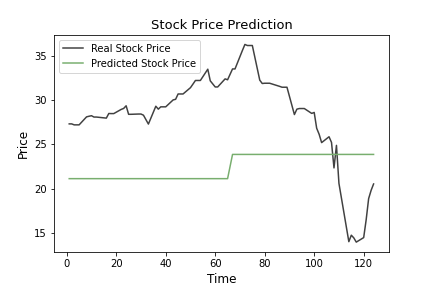 Stock Price Prediction
Real Stock Price
Predicted Stock Price
Price
35
30
25
20
15
0 20 40 60 80 100 120
Time